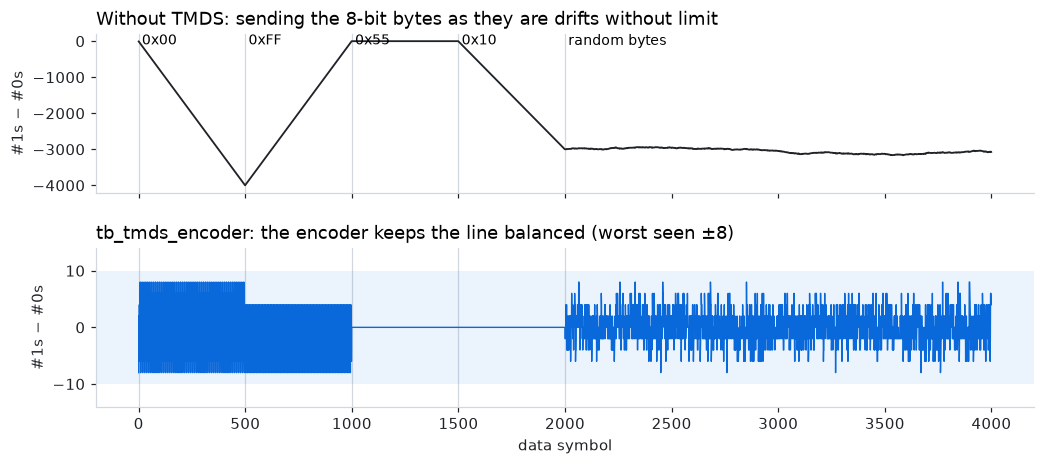 Without TMDS: sending the 8-bit bytes as they are drifts without limit
#1s − #0s
0
−1000
−2000
−3000
−4000
0x00
0xFF
0x55
0x10
random bytes
tb_tmds_encoder: the encoder keeps the line balanced (worst seen ±8)
#1s − #0s
10
0
−10
0
500
1000
1500
2000
2500
3000
3500
4000
data symbol